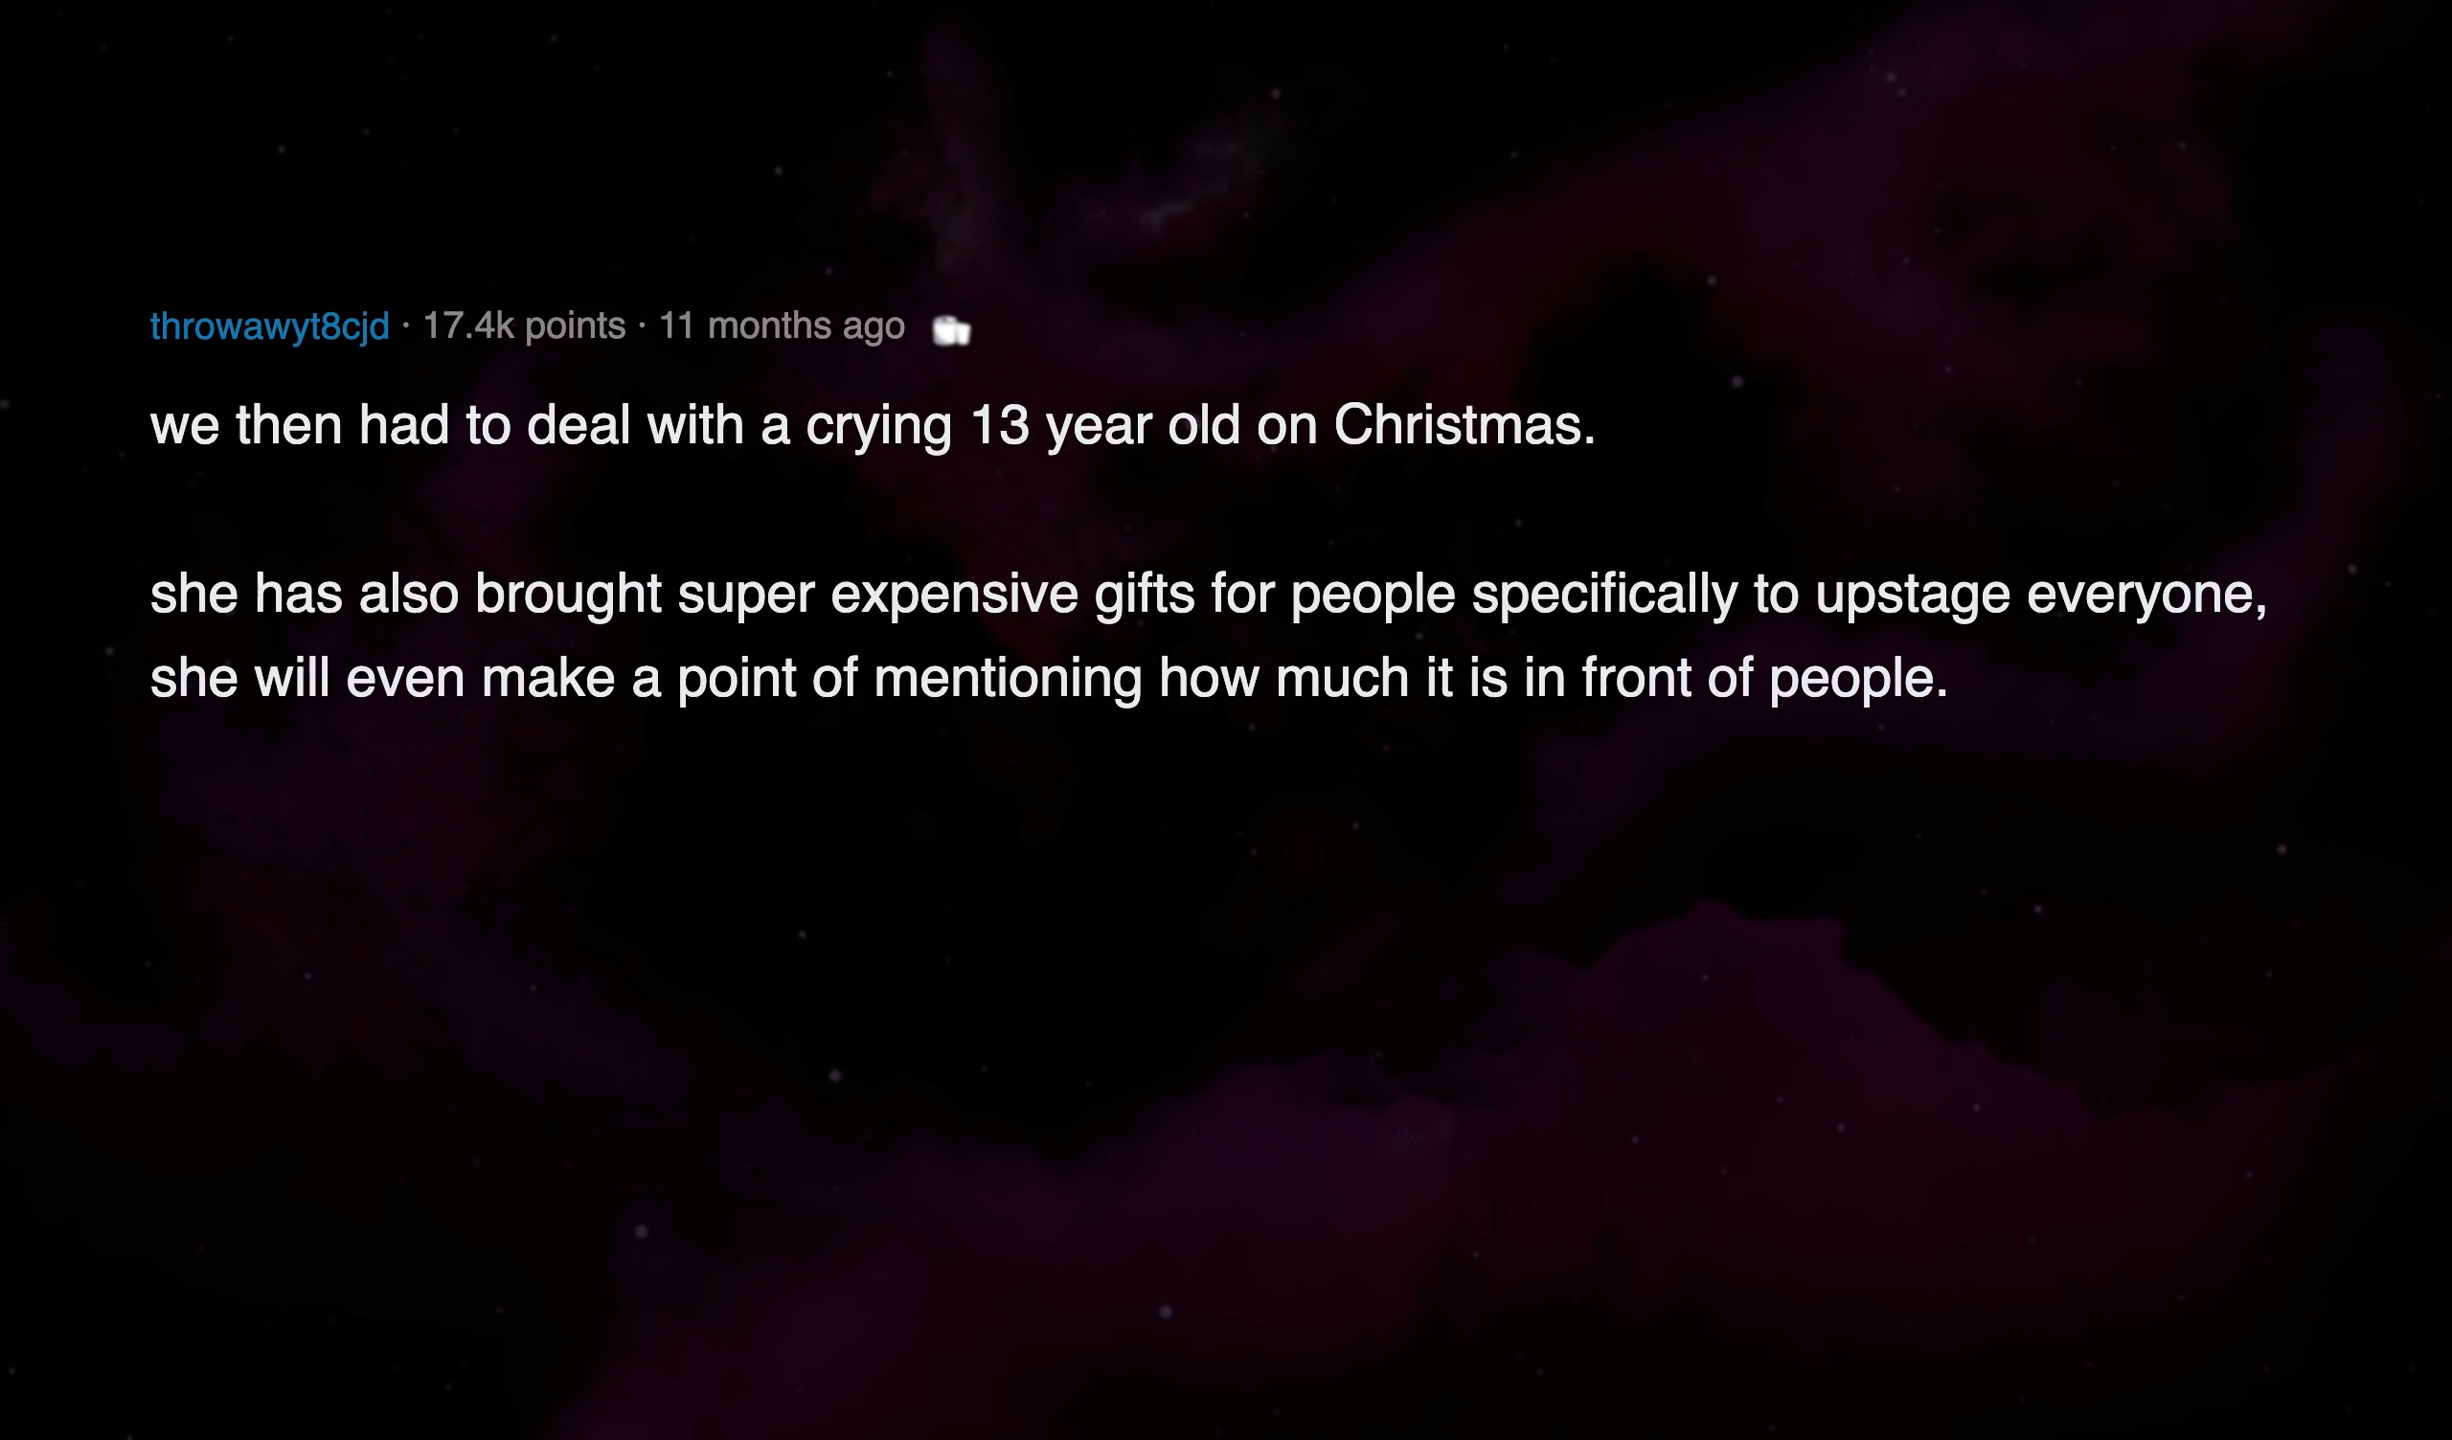 throwawyt8cjd · 17.4k points · 11 months ago
we then had to deal with a crying 13 year old on Christmas.
she has also brought super expensive gifts for people specifically to upstage everyone,
she will even make a point of mentioning how much it is in front of people.